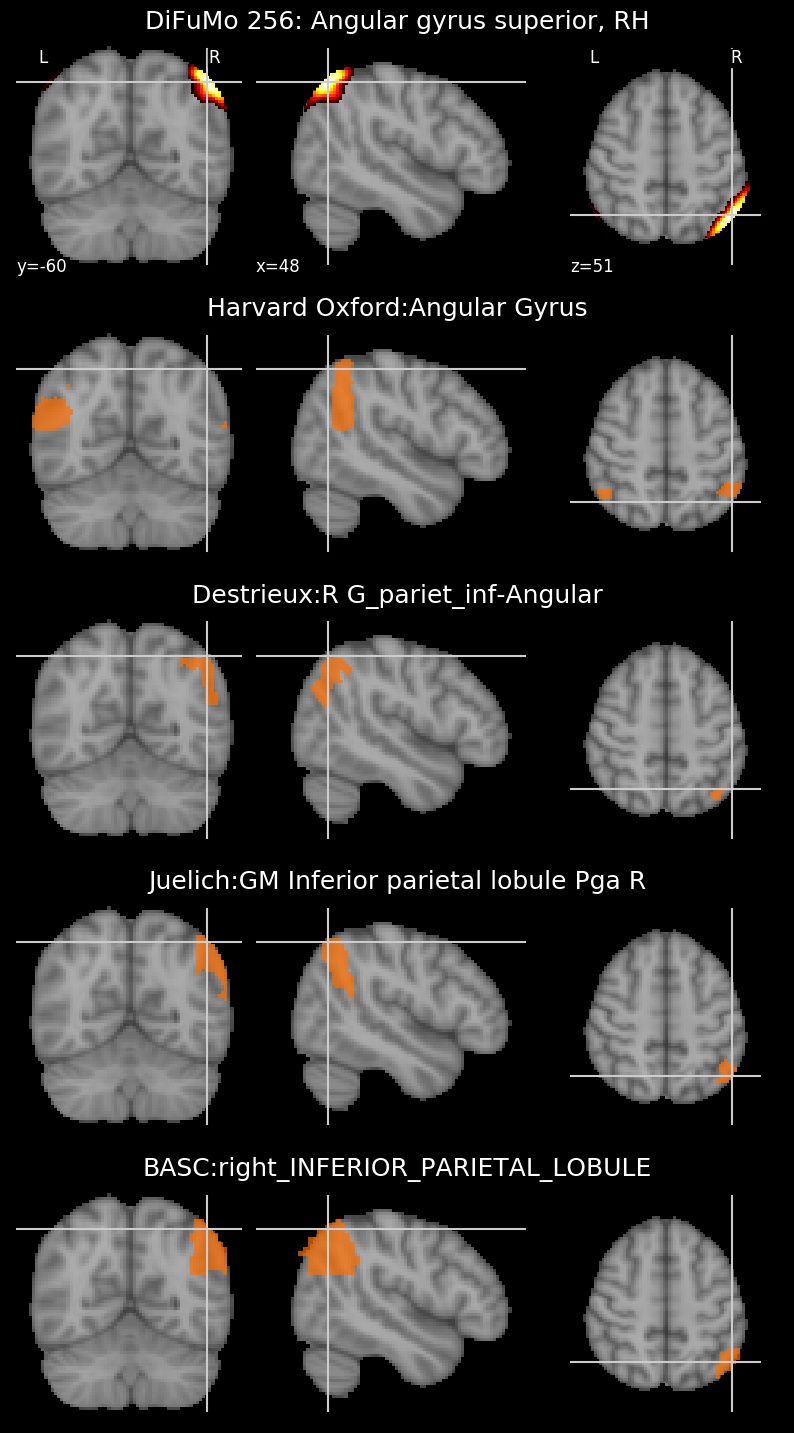 DiFuMo 256: Angular gyrus superior, RH
L R L R
y=-60 x=48 z=51
Harvard Oxford:Angular Gyrus
Destrieux:R G_pariet_inf-Angular
Juelich:GM Inferior parietal lobule Pga R
BASC:right_INFERIOR_PARIETAL_LOBULE